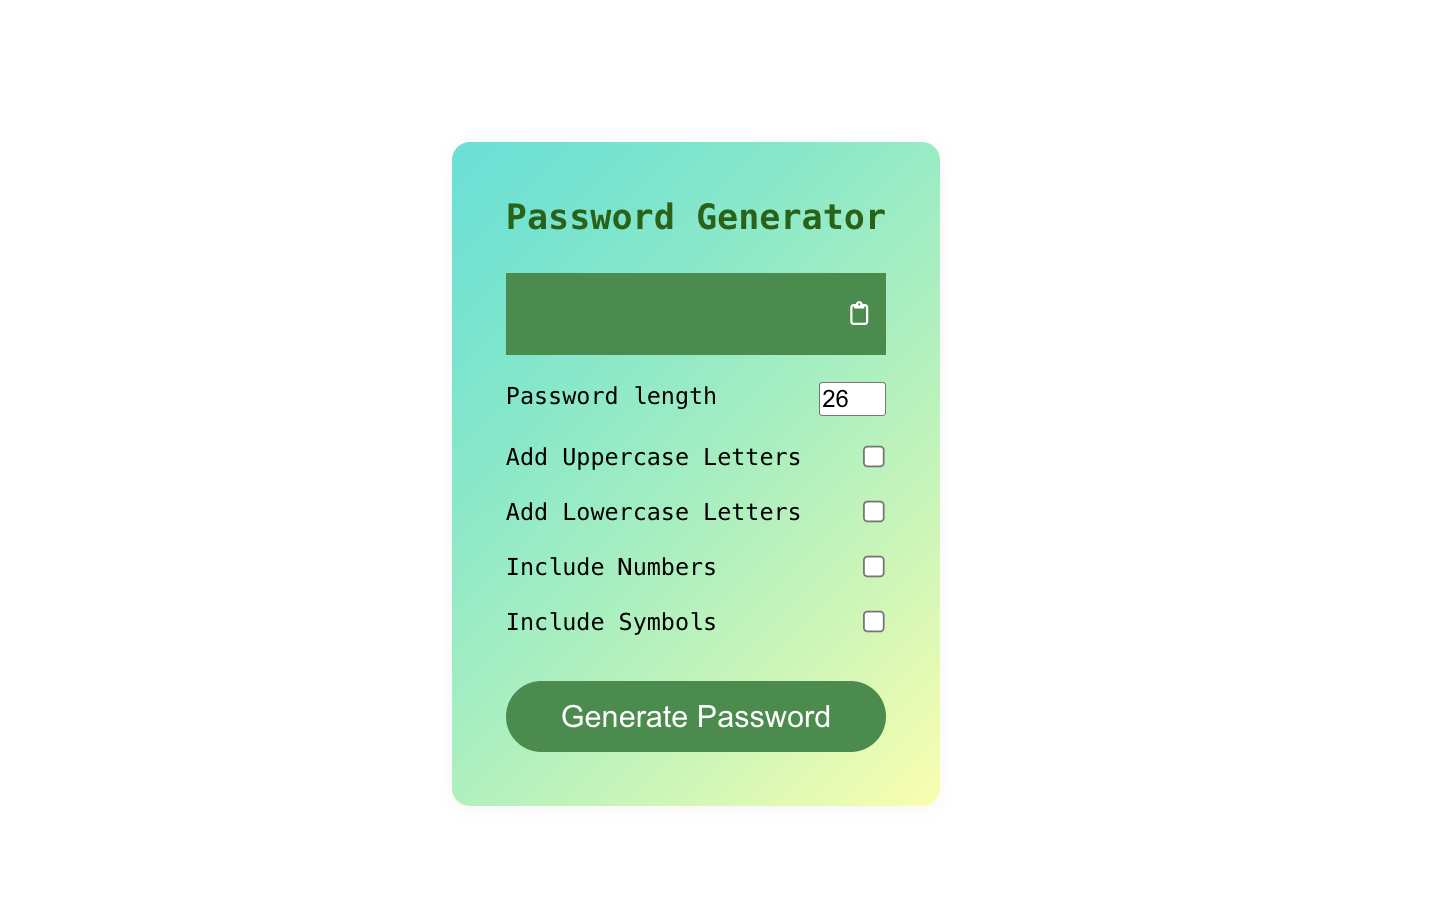 Password Generator
Password length 26
Add Uppercase Letters
Add Lowercase Letters
Include Numbers
Include Symbols
Generate Password